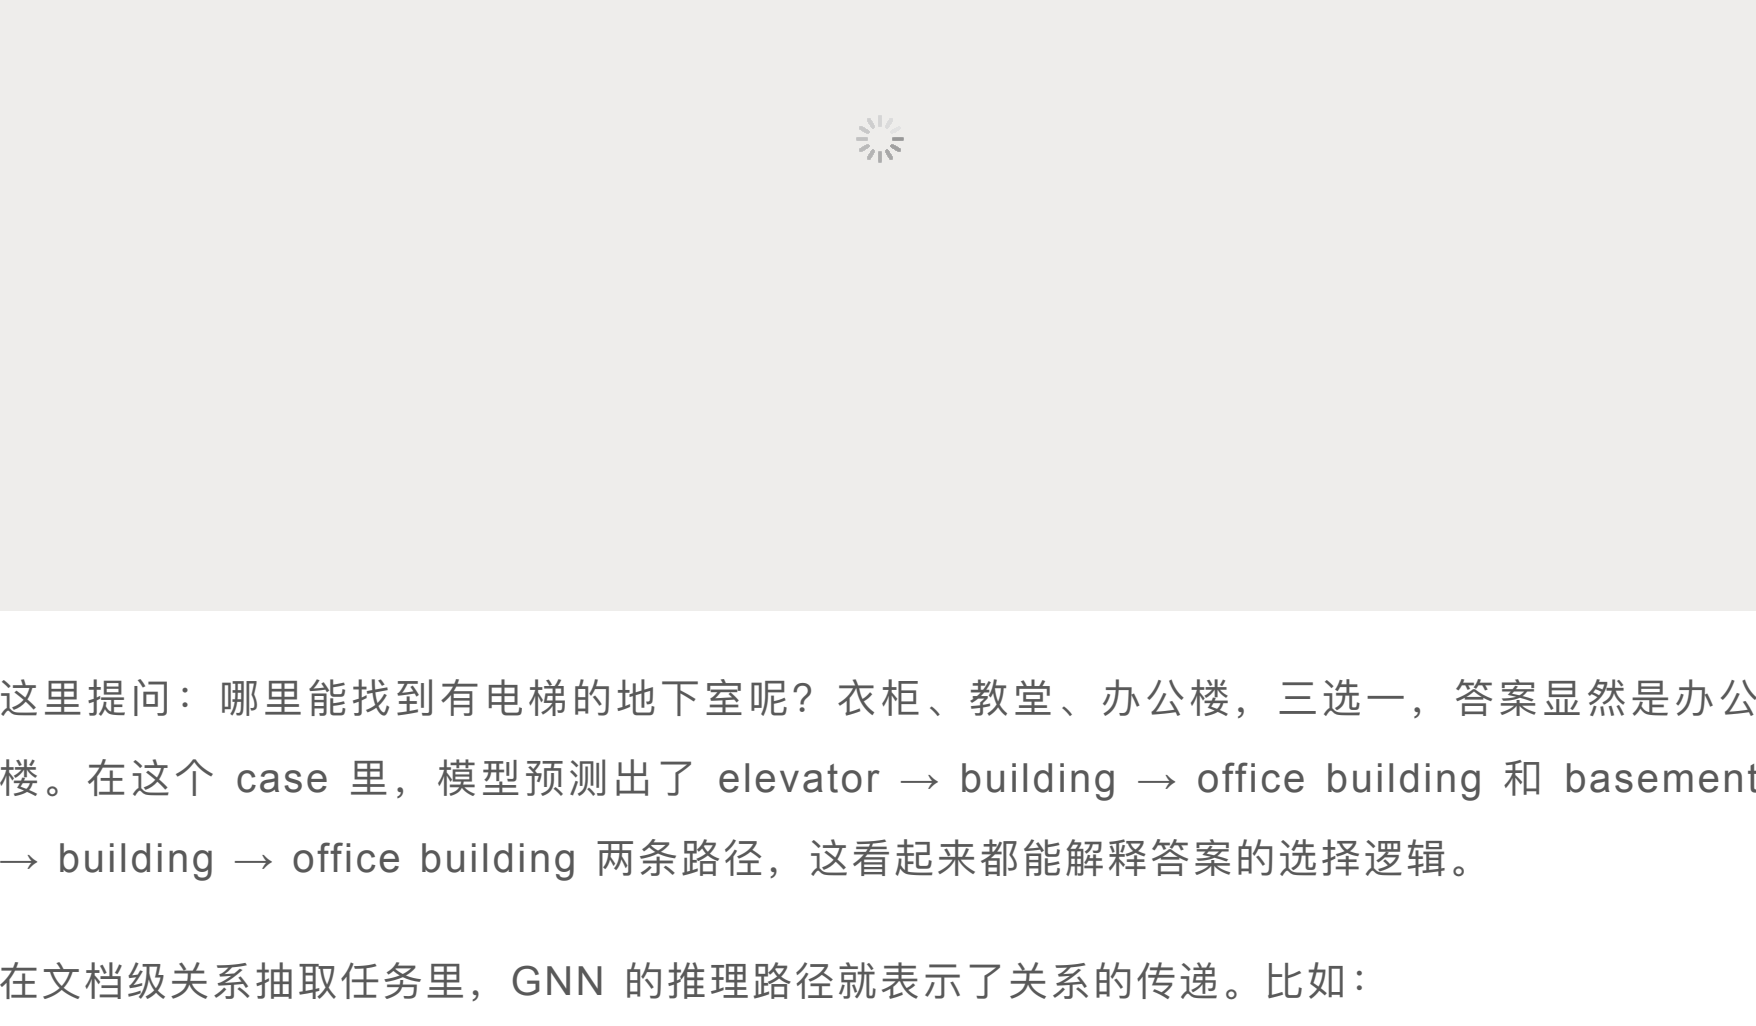 这里提问：哪里能找到有电梯的地下室呢？衣柜、教堂、办公楼，三选一，答案显然是办公
楼。在这个 case 里，模型预测出了 elevator → building → office building 和 basement
→ building → office building 两条路径，这看起来都能解释答案的选择逻辑。
在文档级关系抽取任务里，GNN 的推理路径就表示了关系的传递。比如：